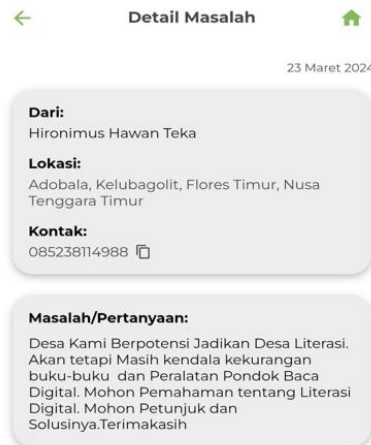 Detail Masalah
23 Maret 2024
Dari:
Hironimus Hawan Teka
Lokasi:
Adobala, Kelubagolit, Flores Timur, Nusa
Tenggara Timur
Kontak:
085238114988
Masalah/Pertanyaan:
Desa Kami Berpotensi Jadikan Desa Literasi.
Akan tetapi Masih kendala kekurangan
buku-buku dan Peralatan Pondok Baca
Digital. Mohon Pemahaman tentang Literasi
Digital. Mohon Petunjuk dan
Solusinya.Terimakasih